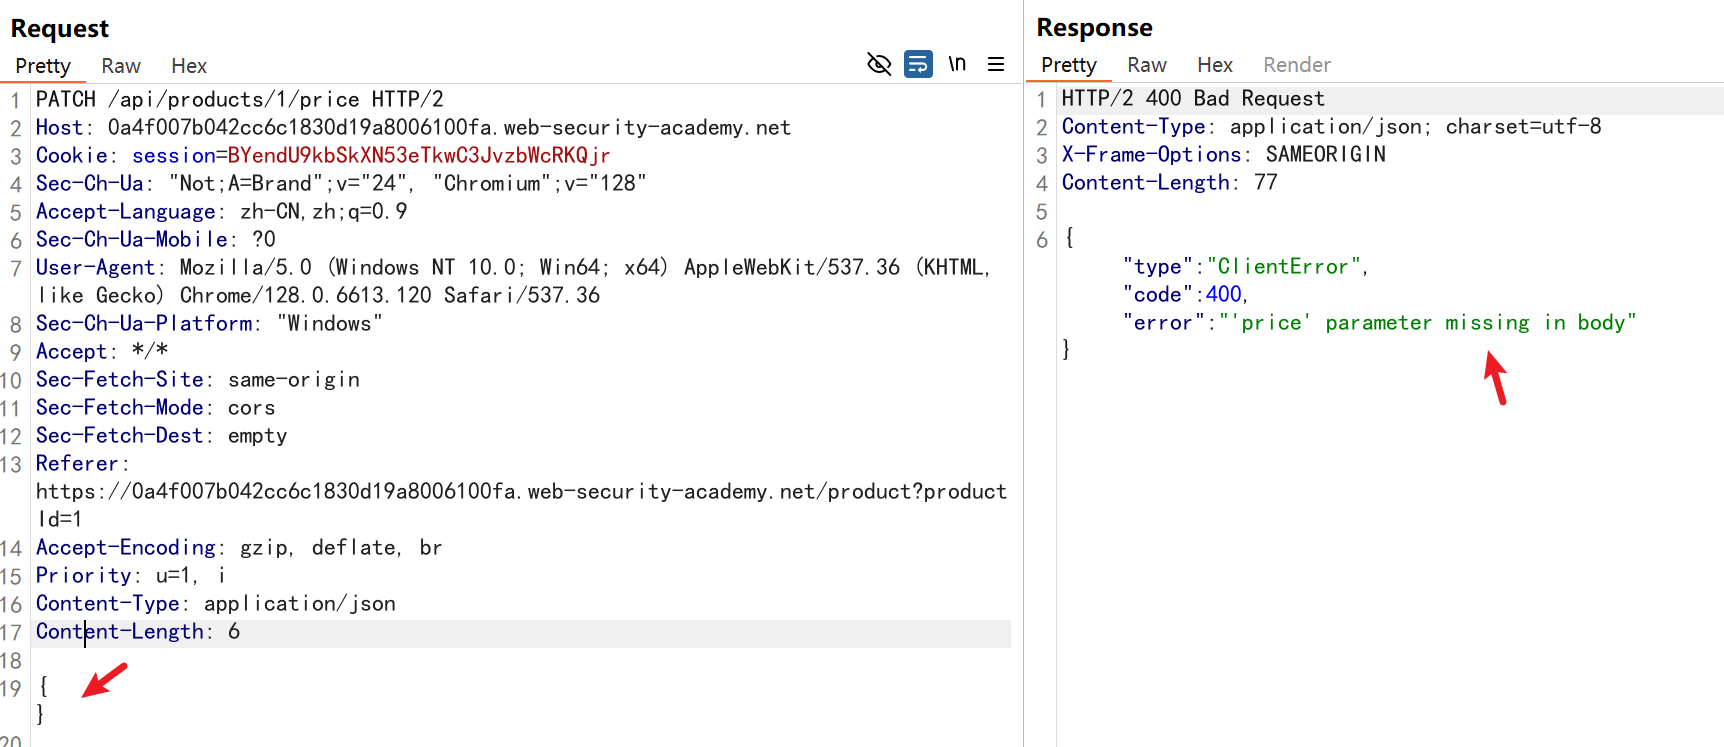 Request
Pretty Raw Hex
\n
1 PATCH /api/products/1/price HTTP/2
2 Host: 0a4f007b042cc6c1830d19a8006100fa.web-security-academy.net
3 Cookie: session=BYendU9kbSkXN53eTkwC3JvzbWcRKQjr
4 Sec-Ch-Ua: "Not;A=Brand";v="24", "Chromium";v="128"
5 Accept-Language: zh-CN,zh;q=0.9
6 Sec-Ch-Ua-Mobile: ?0
7 User-Agent: Mozilla/5.0 (Windows NT 10.0; Win64; x64) AppleWebKit/537.36 (KHTML,
like Gecko) Chrome/128.0.6613.120 Safari/537.36
8 Sec-Ch-Ua-Platform: "Windows"
9 Accept: */*
10 Sec-Fetch-Site: same-origin
11 Sec-Fetch-Mode: cors
12 Sec-Fetch-Dest: empty
13 Referer:
https://0a4f007b042cc6c1830d19a8006100fa.web-security-academy.net/product?product
Id=1
14 Accept-Encoding: gzip, deflate, br
15 Priority: u=1, i
16 Content-Type: application/json
17 Content-Length: 6
18
19 {
}
20
Response
Pretty Raw Hex Render
1 HTTP/2 400 Bad Request
2 Content-Type: application/json; charset=utf-8
3 X-Frame-Options: SAMEORIGIN
4 Content-Length: 77
5
6 {
"type":"ClientError",
"code":400,
"error":"'price' parameter missing in body"
}